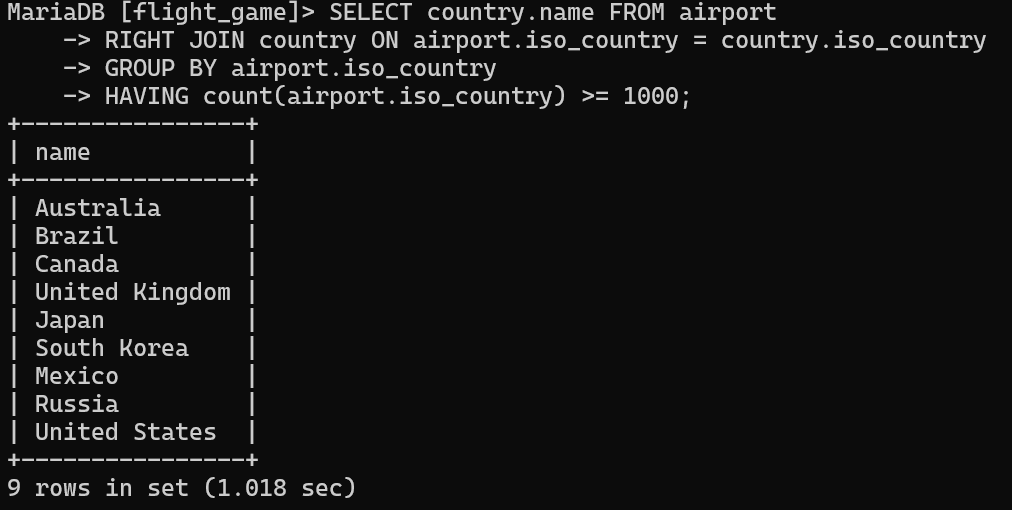 MariaDB [flight_game]> SELECT country.name FROM airport
    -> RIGHT JOIN country ON airport.iso_country = country.iso_country
    -> GROUP BY airport.iso_country
    -> HAVING count(airport.iso_country) >= 1000;
+----------------+
| name           |
+----------------+
| Australia      |
| Brazil         |
| Canada         |
| United Kingdom |
| Japan          |
| South Korea    |
| Mexico         |
| Russia         |
| United States  |
+----------------+
9 rows in set (1.018 sec)